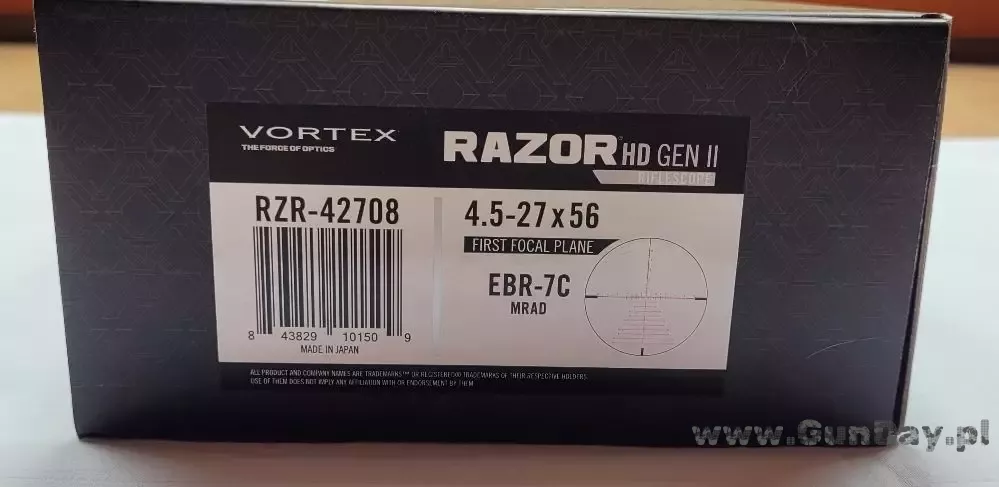 VORTEX
THE FORCE OF OPTICS®
RAZOR® HD GEN II
RIFLESCOPE
RZR-42708
8 43829 10150 9
MADE IN JAPAN
4.5-27x56
FIRST FOCAL PLANE
EBR-7C
MRAD
ALL PRODUCT AND COMPANY NAMES ARE TRADEMARKS™ OR REGISTERED® TRADEMARKS OF THEIR RESPECTIVE HOLDERS.
USE OF THEM DOES NOT IMPLY ANY AFFILIATION WITH OR ENDORSEMENT BY THEM.
www.GunDay.pl